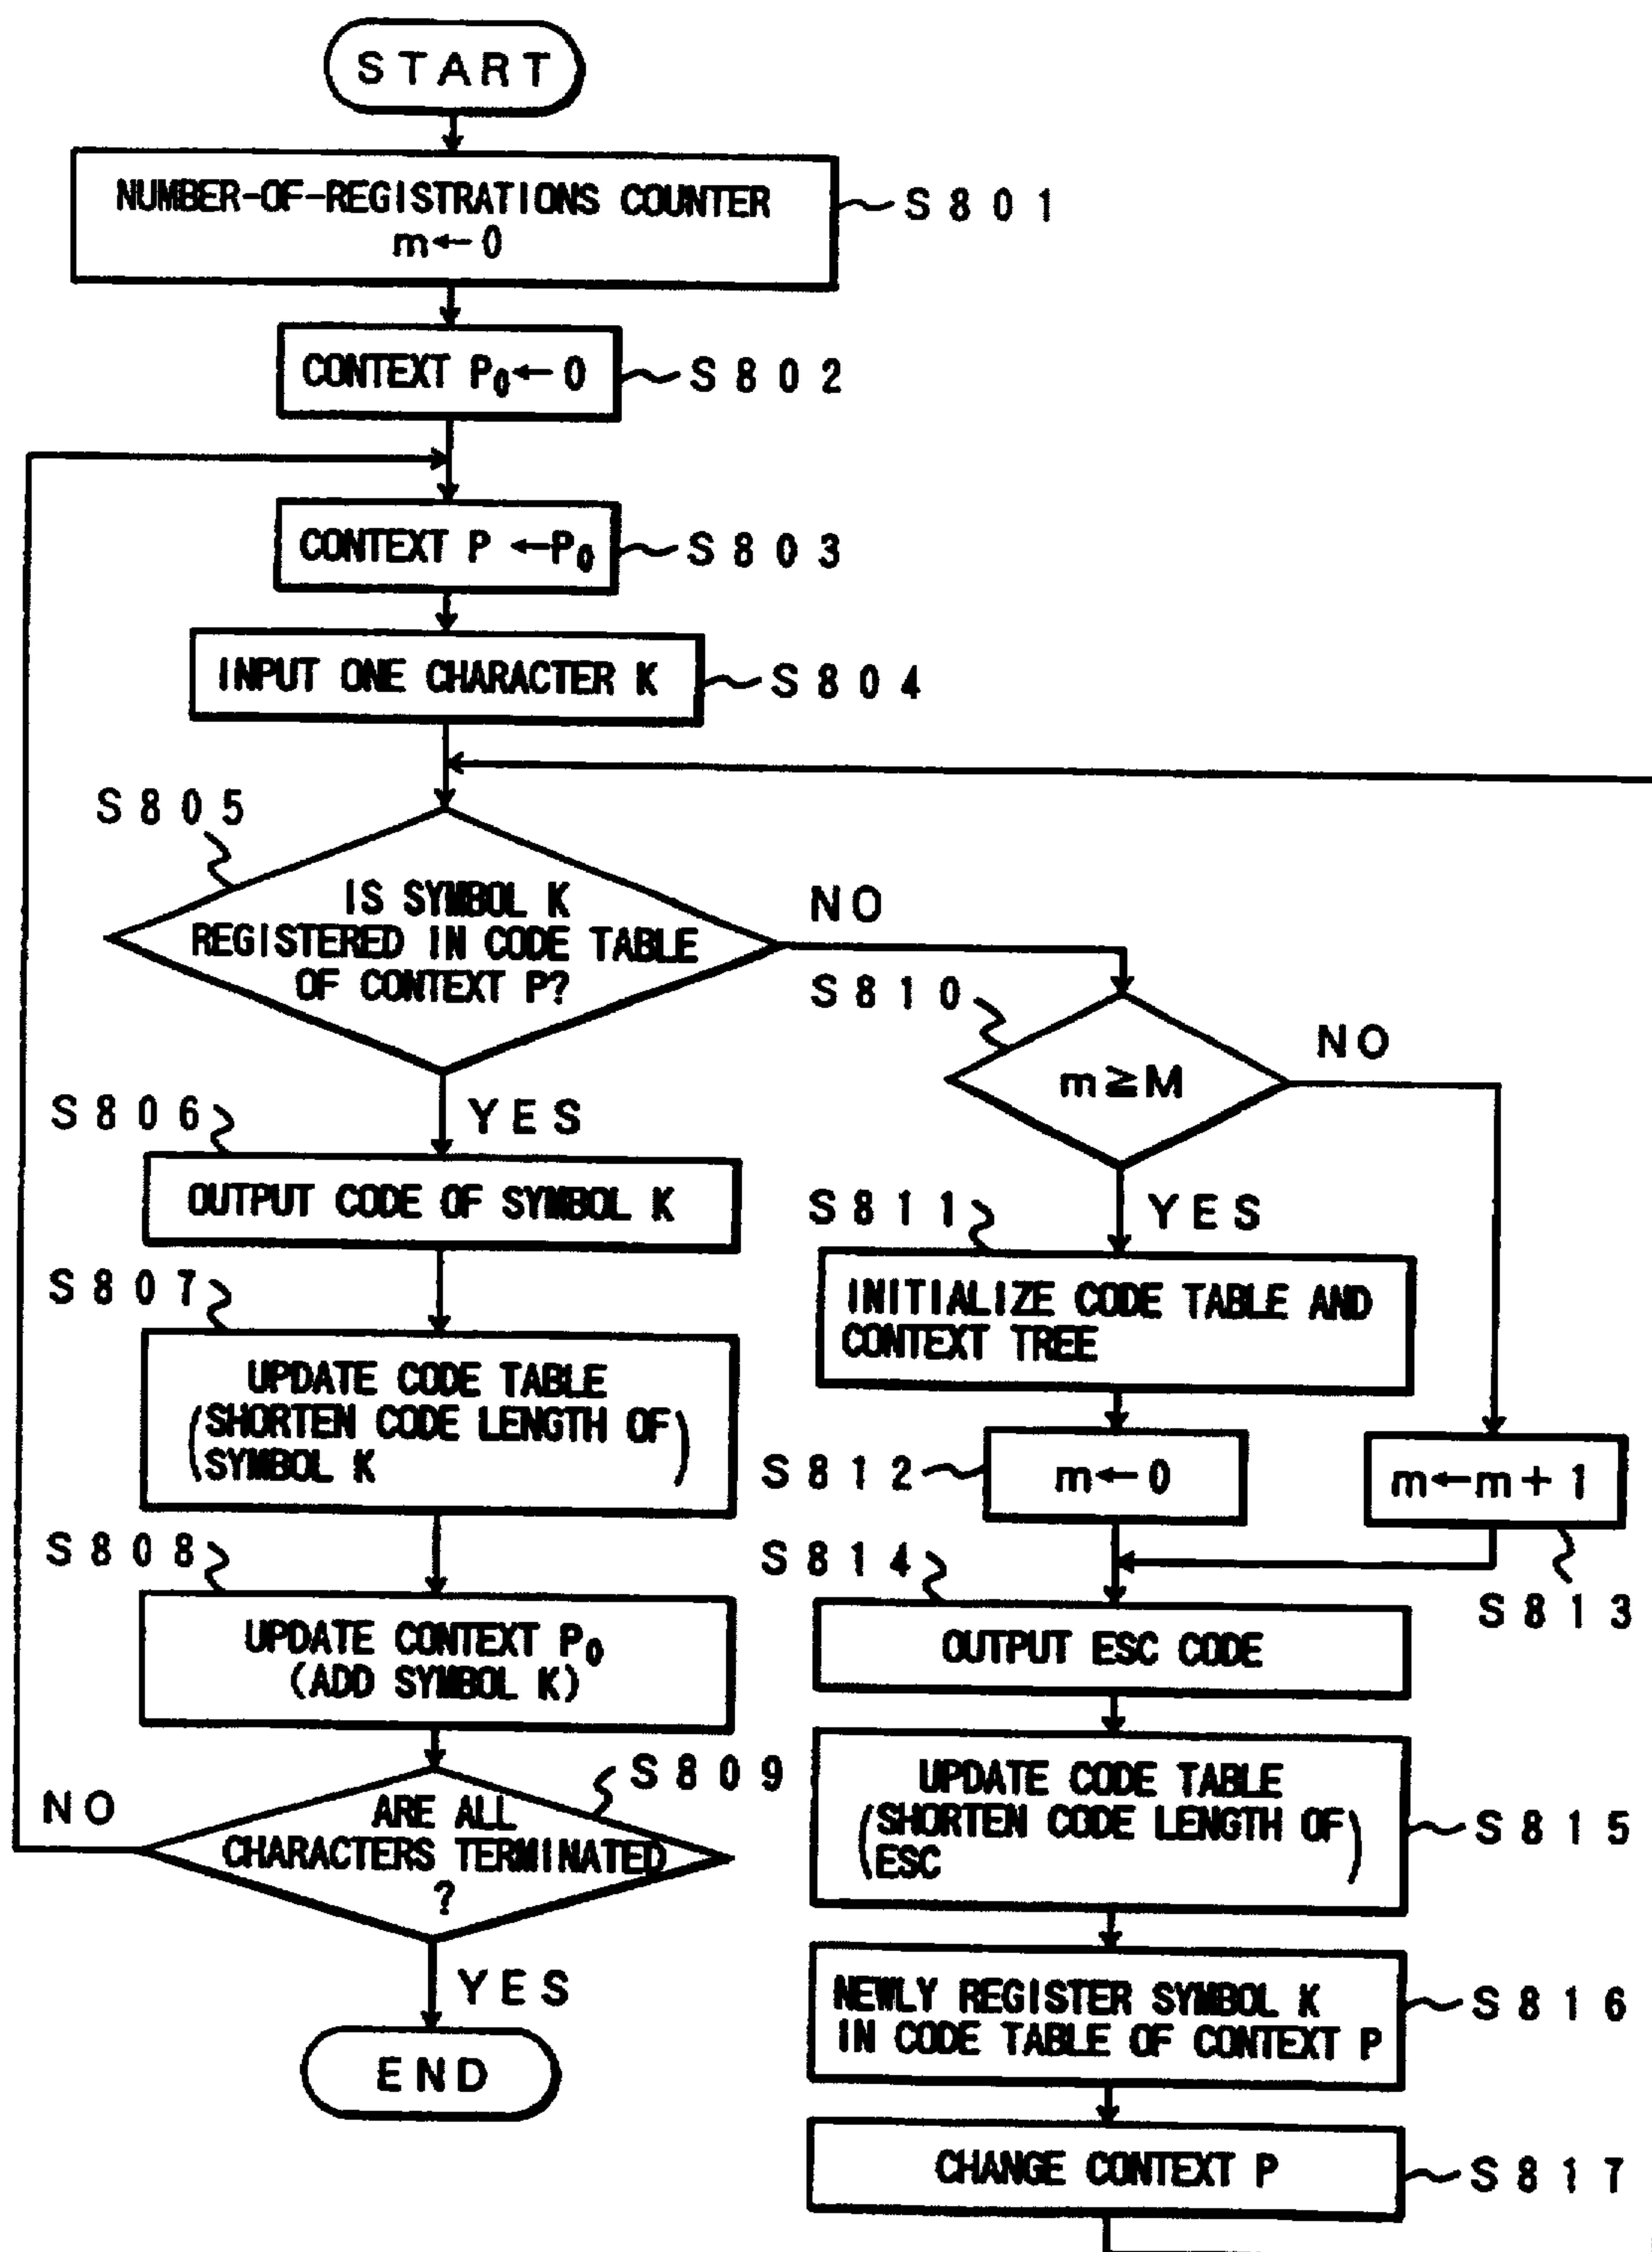 START
NUMBER-OF-REGISTRATIONS COUNTER
m←0
S801
CONTEXT P₀←0
S802
CONTEXT P ←P₀
S803
INPUT ONE CHARACTER K
S804
S805
IS SYMBOL K
REGISTERED IN CODE TABLE
OF CONTEXT P?
NO
YES
S806
OUTPUT CODE OF SYMBOL K
S807
UPDATE CODE TABLE
(SHORTEN CODE LENGTH OF
SYMBOL K)
S808
UPDATE CONTEXT P₀
(ADD SYMBOL K)
S809
ARE ALL
CHARACTERS TERMINATED
?
NO
YES
END
S810
m≧M
NO
YES
S811
INITIALIZE CODE TABLE AND
CONTEXT TREE
S812
m←0
m←m+1
S813
S814
OUTPUT ESC CODE
UPDATE CODE TABLE
(SHORTEN CODE LENGTH OF
ESC)
S815
NEWLY REGISTER SYMBOL K
IN CODE TABLE OF CONTEXT P
S816
CHANGE CONTEXT P
S817